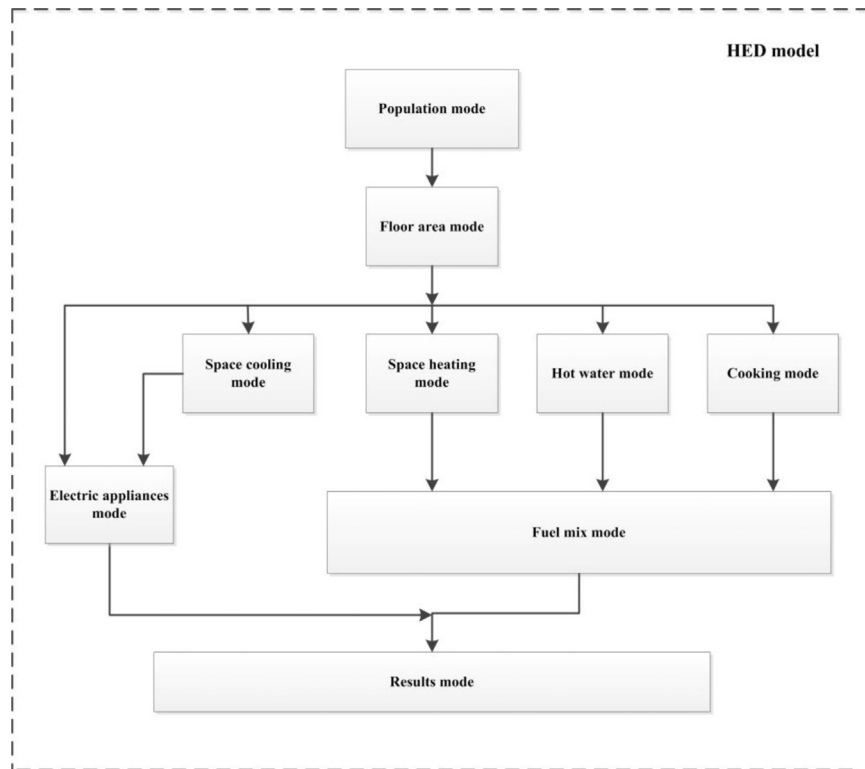 HED model
Population mode
Floor area mode
Space cooling
mode
Space heating
mode
Hot water mode
Cooking mode
Electric appliances
mode
Fuel mix mode
Results mode